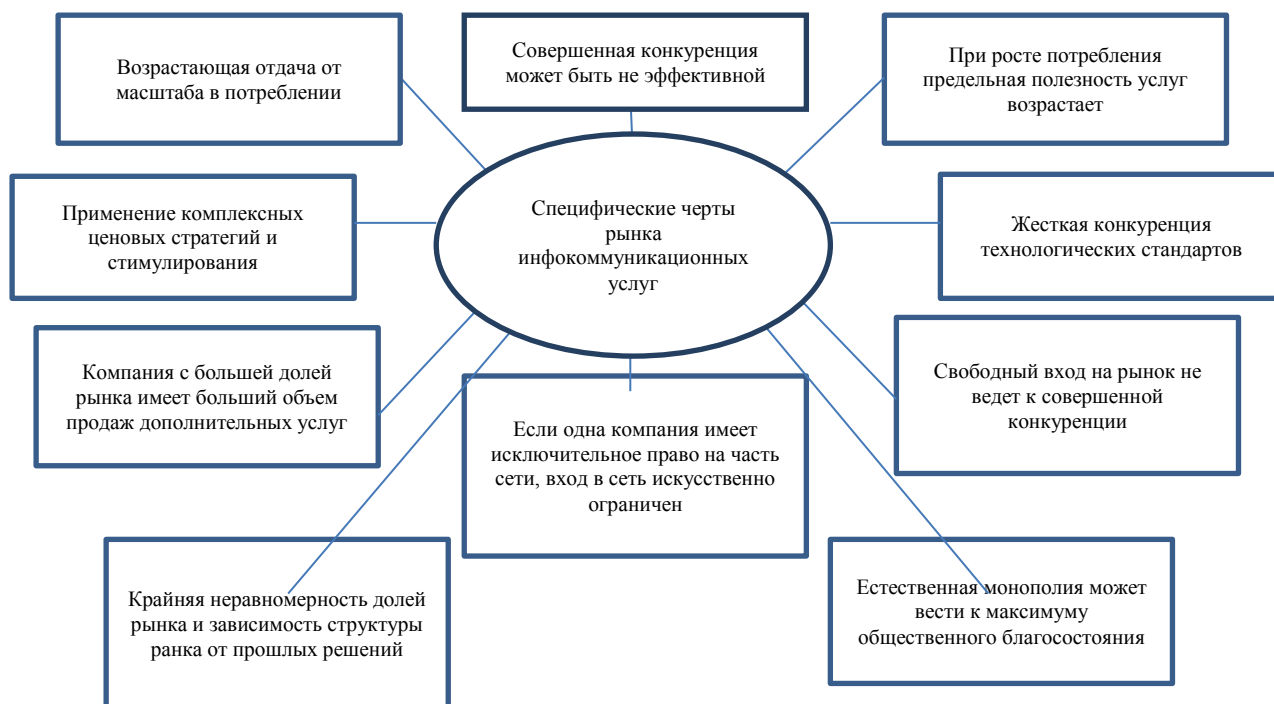 Возрастающая отдача от
масштаба в потреблении
Совершенная конкуренция
может быть не эффективной
При росте потребления
предельная полезность услуг
возрастает
Применение комплексных
ценовых стратегий и
стимулирования
Специфические черты
рынка
инфокоммуникационных
услуг
Жесткая конкуренция
технологических стандартов
Компания с большей долей
рынка имеет больший объем
продаж дополнительных услуг
Если одна компания имеет
исключительное право на часть
сети, вход в сеть искусственно
ограничен
Свободный вход на рынок не
ведет к совершенной
конкуренции
Крайняя неравномерность долей
рынка и зависимость структуры
ранка от прошлых решений
Естественная монополия может
вести к максимуму
общественного благосостояния